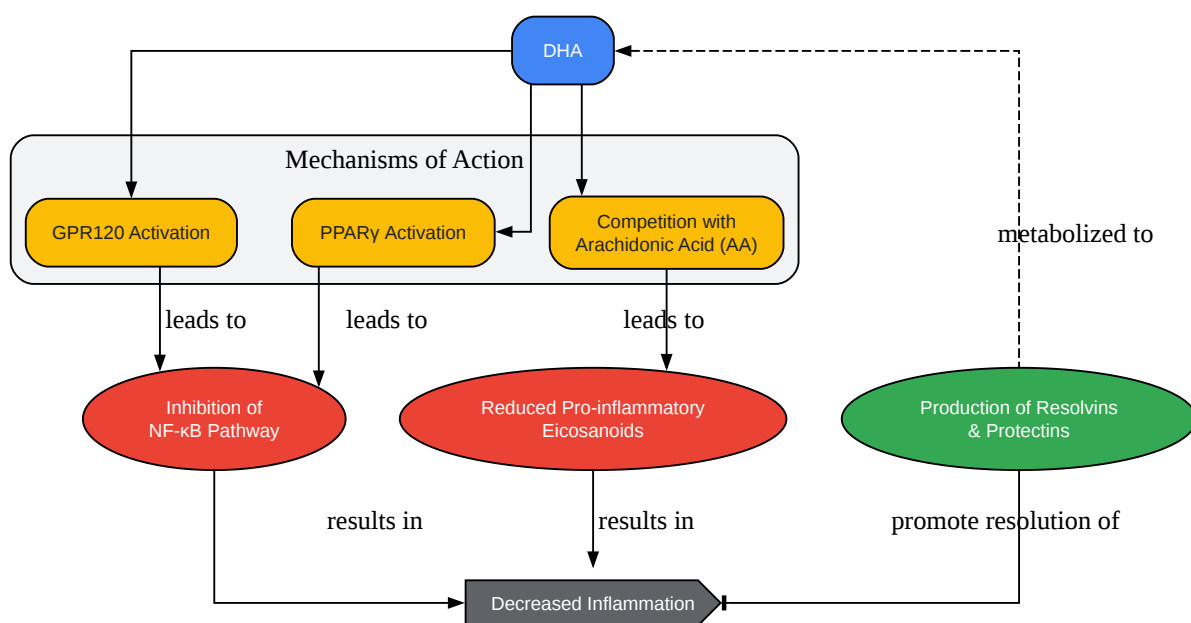 DHA
Mechanisms of Action
GPR120 Activation
PPARγ Activation
Competition with
Arachidonic Acid (AA)
metabolized to
leads to
leads to
leads to
Inhibition of
NF-κB Pathway
Reduced Pro-inflammatory
Eicosanoids
Production of Resolvins
& Protectins
results in
results in
promote resolution of
Decreased Inflammation